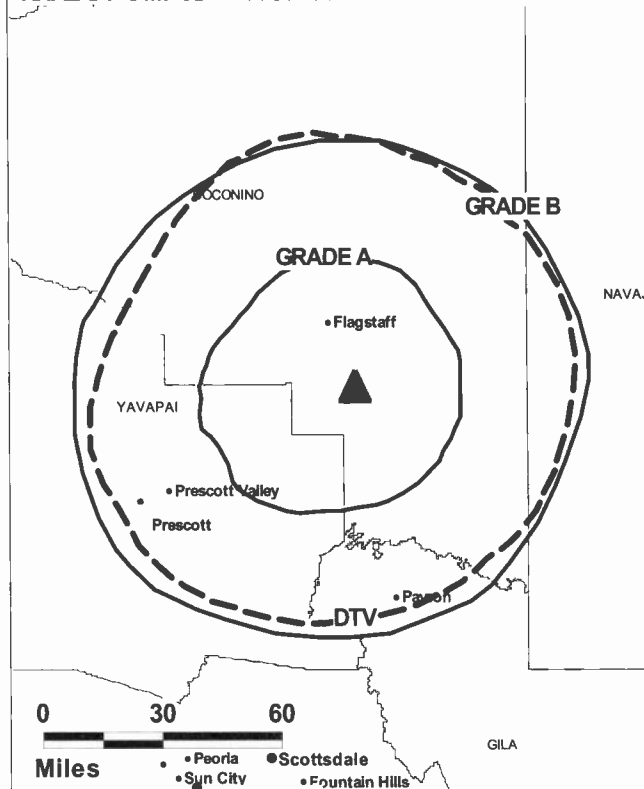 OCONINO
GRADE B
GRADE A
NAVAJ
Flagstaff
YAVAPAI
Prescott Valley
Prescott
Payson
DTV
0 30 60
Miles
GILA
Peoria
Scottsdale
Sun City
Fountain Hills